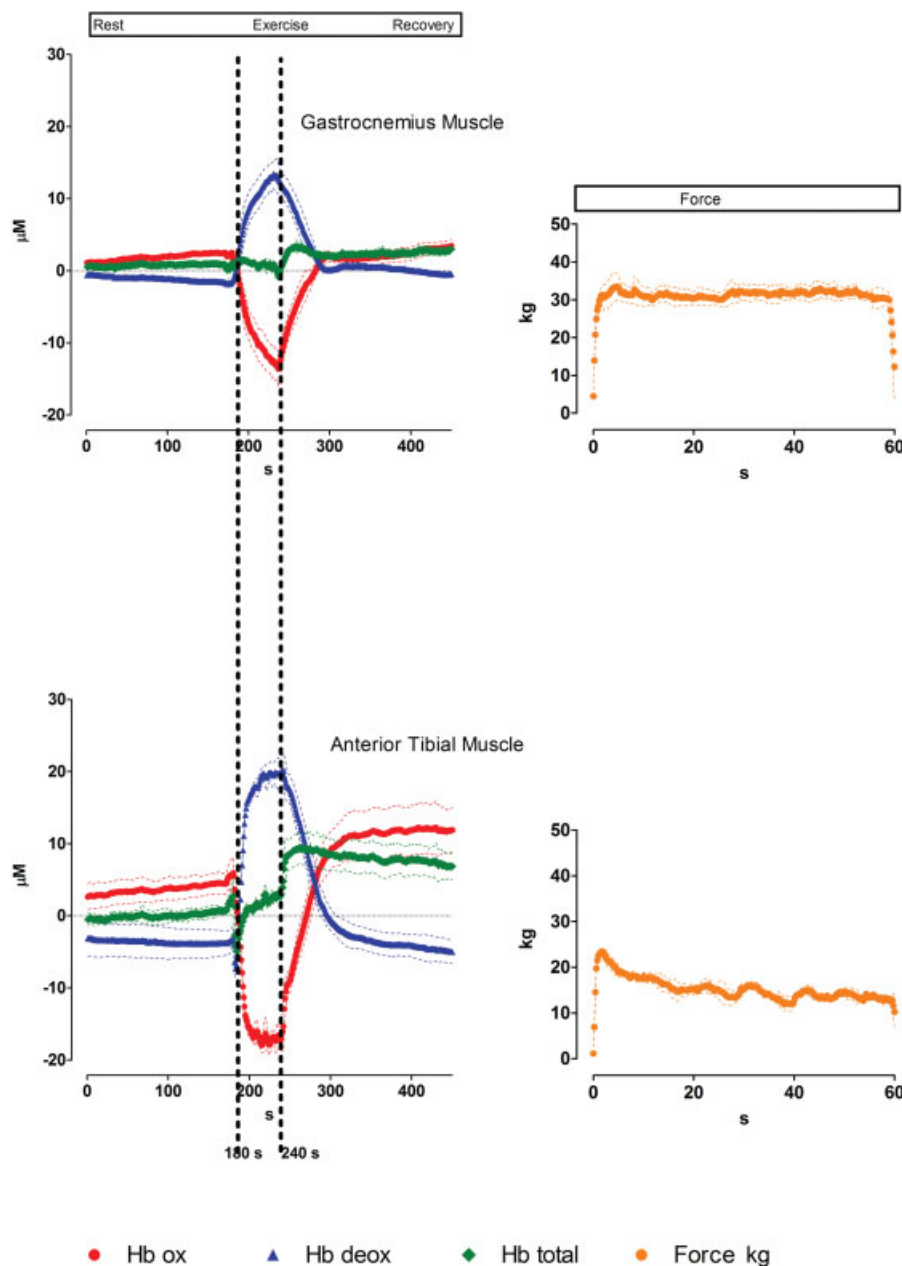 Rest Exercise Recovery
Gastrocnemius Muscle
30
20
10
0
-10
-20
μM
0 100 200 300 400
s
Force
50
40
30
20
10
0
kg
0 20 40 60
s
Anterior Tibial Muscle
30
20
10
0
-10
-20
μM
0 100 200 300 400
s
180 s 240 s
50
40
30
20
10
0
kg
0 20 40 60
s
Hb ox Hb deox Hb total Force kg